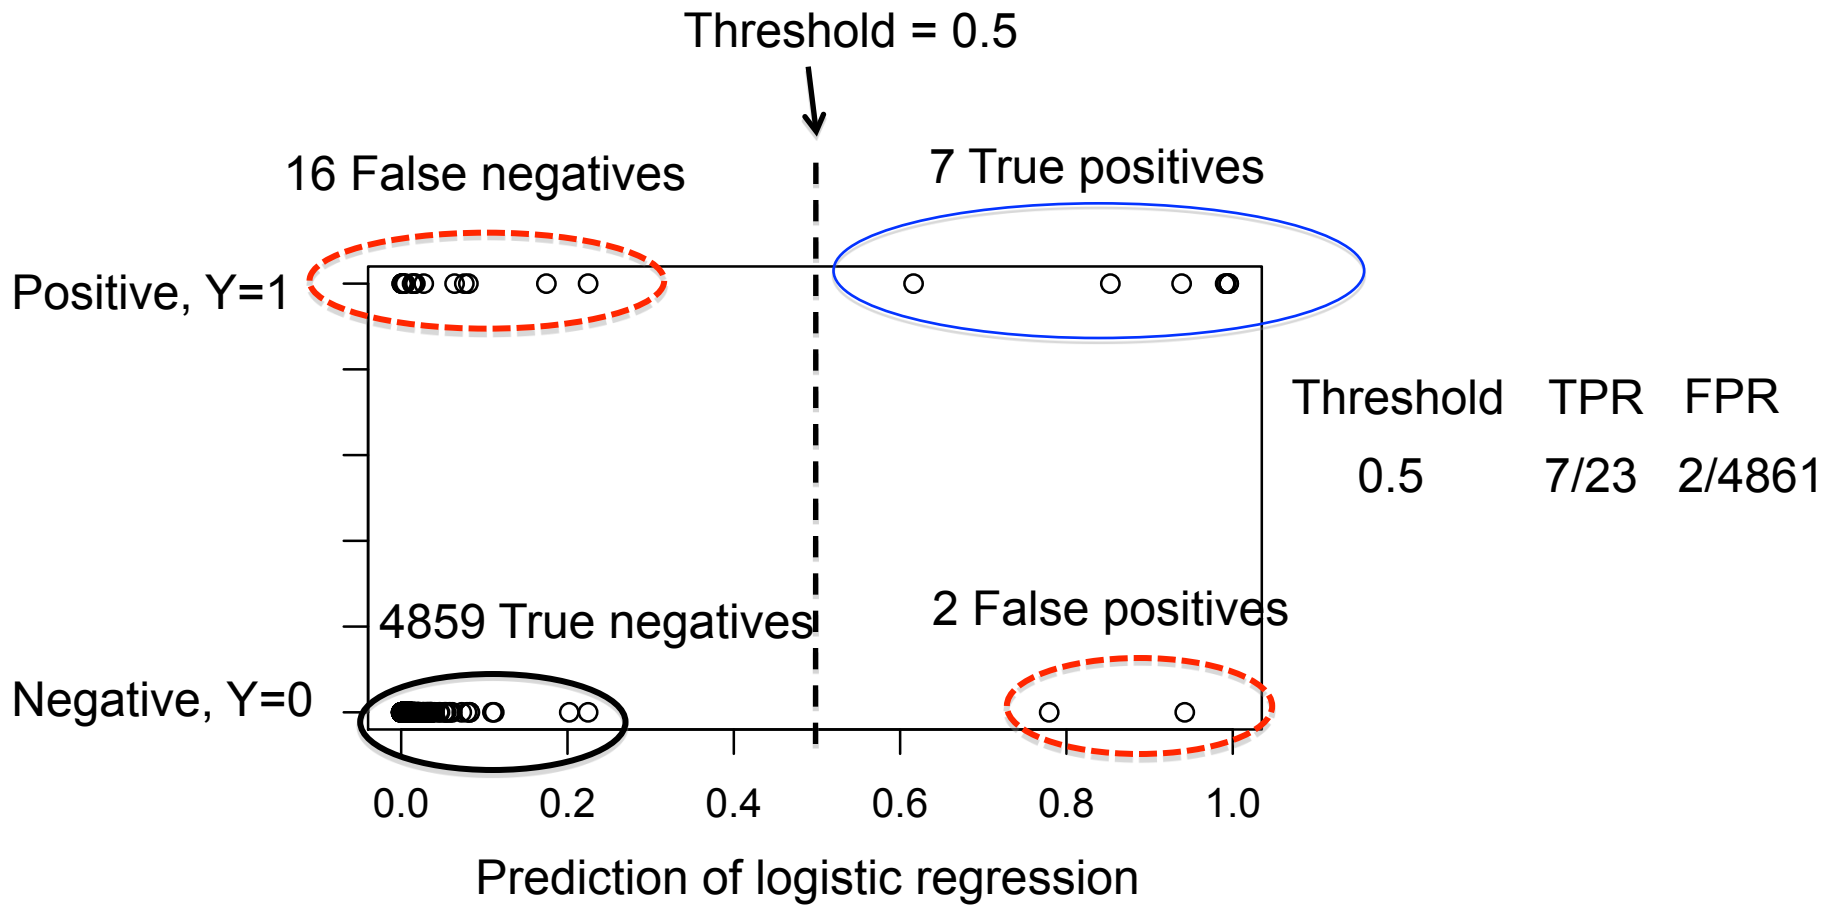 Threshold = 0.5
16 False negatives
7 True positives
Positive, Y=1
Threshold TPR FPR
0.5 7/23 2/4861
4859 True negatives
2 False positives
Negative, Y=0
0.0 0.2 0.4 0.6 0.8 1.0
Prediction of logistic regression